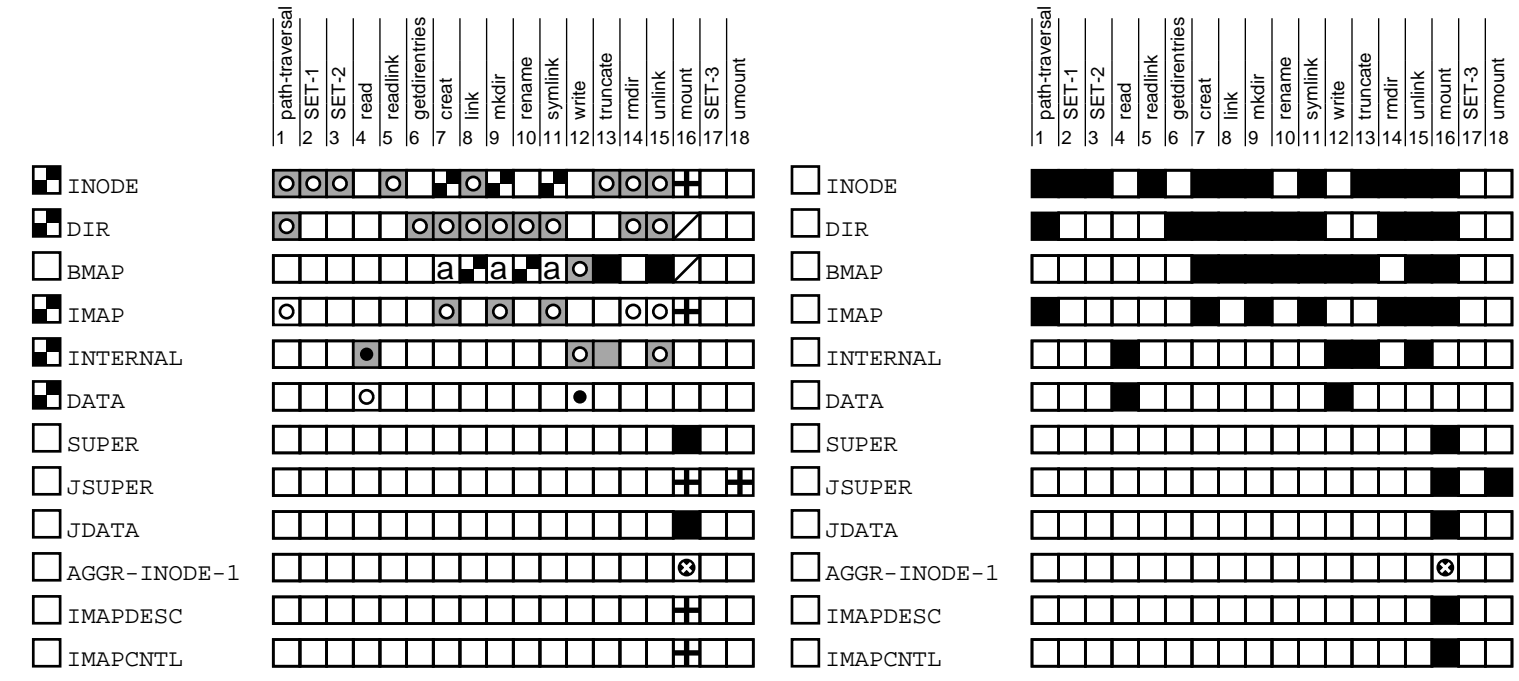 path-traversal SET-1 SET-2 read readlink getdirentries creat link mkdir rename symlink write truncate rmdir unlink mount SET-3 umount
1 2 3 4 5 6 7 8 9 10 11 12 13 14 15 16 17 18
INODE
DIR
BMAP
a a a
IMAP
INTERNAL
DATA
SUPER
JSUPER
JDATA
AGGR-INODE-1
IMAPDESC
IMAPCNTL
path-traversal SET-1 SET-2 read readlink getdirentries creat link mkdir rename symlink write truncate rmdir unlink mount SET-3 umount
1 2 3 4 5 6 7 8 9 10 11 12 13 14 15 16 17 18
INODE
DIR
BMAP
IMAP
INTERNAL
DATA
SUPER
JSUPER
JDATA
AGGR-INODE-1
IMAPDESC
IMAPCNTL